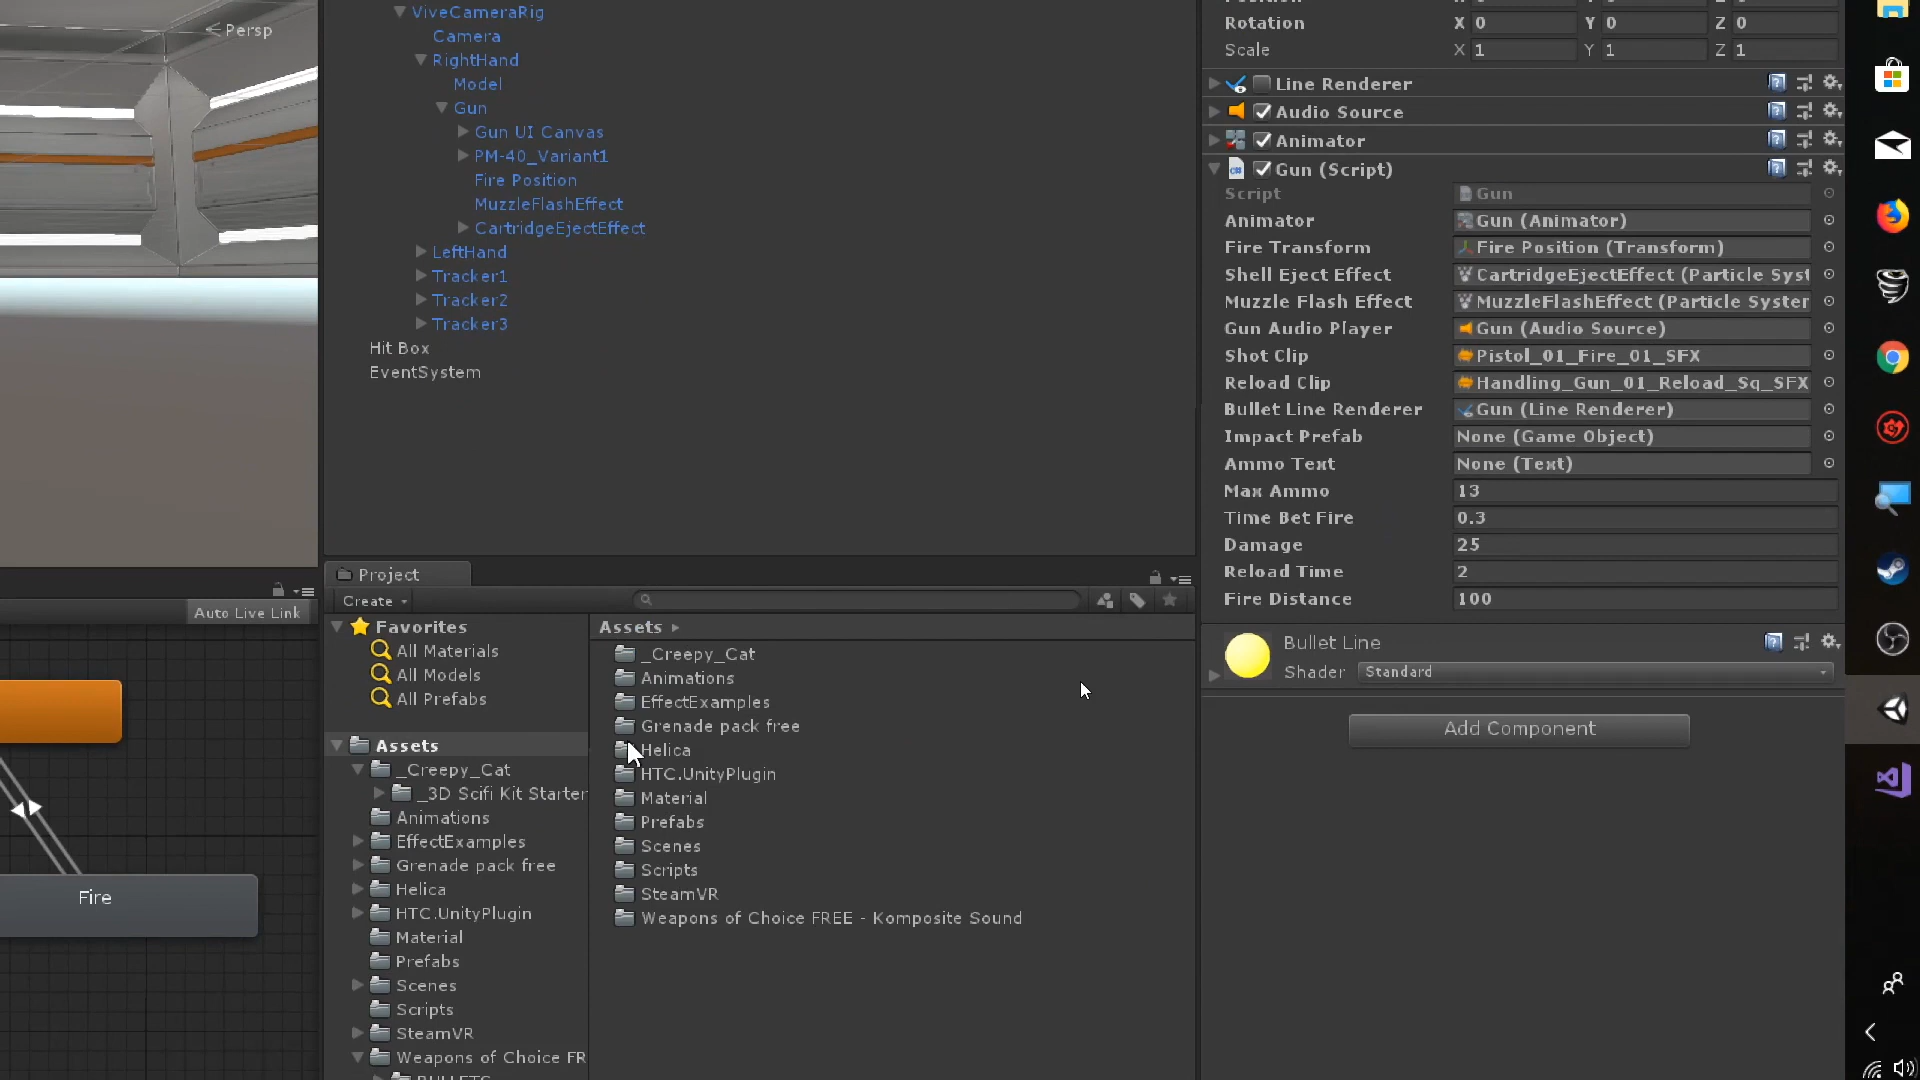 Persp
Auto Live Link
Fire
ViveCameraRig
Camera
RightHand
Model
Gun
Gun UI Canvas
PM-40_Variant1
Fire Position
MuzzleFlashEffect
CartridgeEjectEffect
LeftHand
Tracker1
Tracker2
Tracker3
Hit Box
EventSystem
Project
Create
Favorites
All Materials
All Models
All Prefabs
Assets
_Creepy_Cat
_3D Scifi Kit Starter
Animations
EffectExamples
Grenade pack free
Helica
HTC.UnityPlugin
Material
Prefabs
Scenes
Scripts
SteamVR
Weapons of Choice FR
Assets
_Creepy_Cat
Animations
EffectExamples
Grenade pack free
Helica
HTC.UnityPlugin
Material
Prefabs
Scenes
Scripts
SteamVR
Weapons of Choice FREE - Komposite Sound
Rotation X 0 Y 0 Z 0
Scale X 1 Y 1 Z 1
Line Renderer
Audio Source
Animator
Gun (Script)
Script Gun
Animator Gun (Animator)
Fire Transform Fire Position (Transform)
Shell Eject Effect CartridgeEjectEffect (Particle Syst
Muzzle Flash Effect MuzzleFlashEffect (Particle System
Gun Audio Player Gun (Audio Source)
Shot Clip Pistol_01_Fire_01_SFX
Reload Clip Handling_Gun_01_Reload_Sq_SFX
Bullet Line Renderer Gun (Line Renderer)
Impact Prefab None (Game Object)
Ammo Text None (Text)
Max Ammo 13
Time Bet Fire 0.3
Damage 25
Reload Time 2
Fire Distance 100
Bullet Line
Shader Standard
Add Component